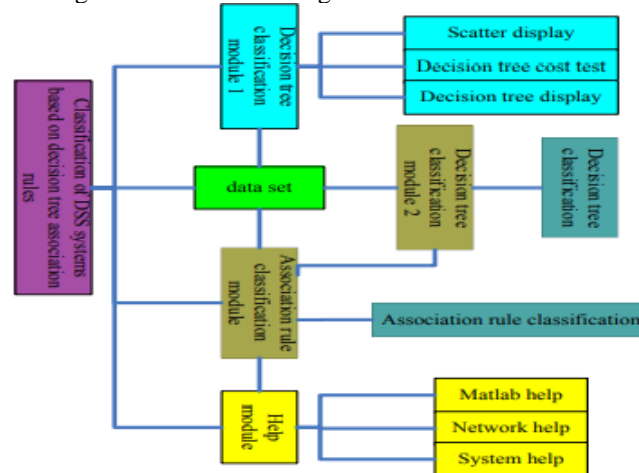 Classification of DSS systems
based on decision tree association
rules
Decision tree
classification
module 1
Scatter display
Decision tree cost test
Decision tree display
data set
Decision tree
classification
module 2
Decision tree
classification
Association rule
classification
module
Association rule classification
Help
module
Matlab help
Network help
System help